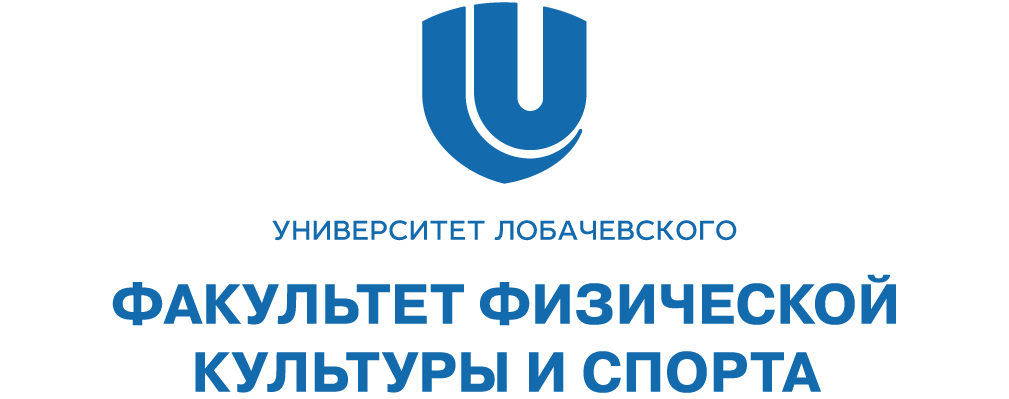 УНИВЕРСИТЕТ ЛОБАЧЕВСКОГО
ФАКУЛЬТЕТ ФИЗИЧЕСКОЙ
КУЛЬТУРЫ И СПОРТА